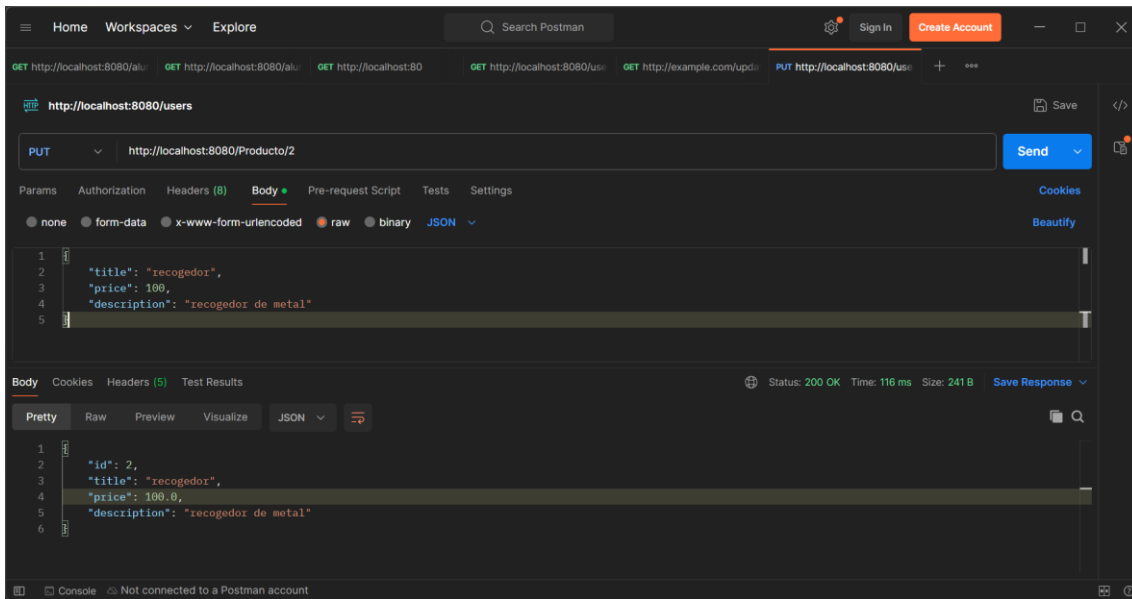 Home Workspaces Explore Search Postman Sign In Create Account
GET http://localhost:8080/alu GET http://localhost:8080/alu GET http://localhost:80 GET http://localhost:8080/use GET http://example.com/upda PUT http://localhost:8080/use
HTTP http://localhost:8080/users Save </>
PUT http://localhost:8080/Producto/2 Send
Params Authorization Headers (8) Body Pre-request Script Tests Settings Cookies
none form-data x-www-form-urlencoded raw binary JSON Beautify
1 {
2 "title": "recogedor",
3 "price": 100,
4 "description": "recogedor de metal"
5 }
Body Cookies Headers (5) Test Results Status: 200 OK Time: 116 ms Size: 241 B Save Response
Pretty Raw Preview Visualize JSON
1 {
2 "id": 2,
3 "title": "recogedor",
4 "price": 100.0,
5 "description": "recogedor de metal"
6 }
Console Not connected to a Postman account